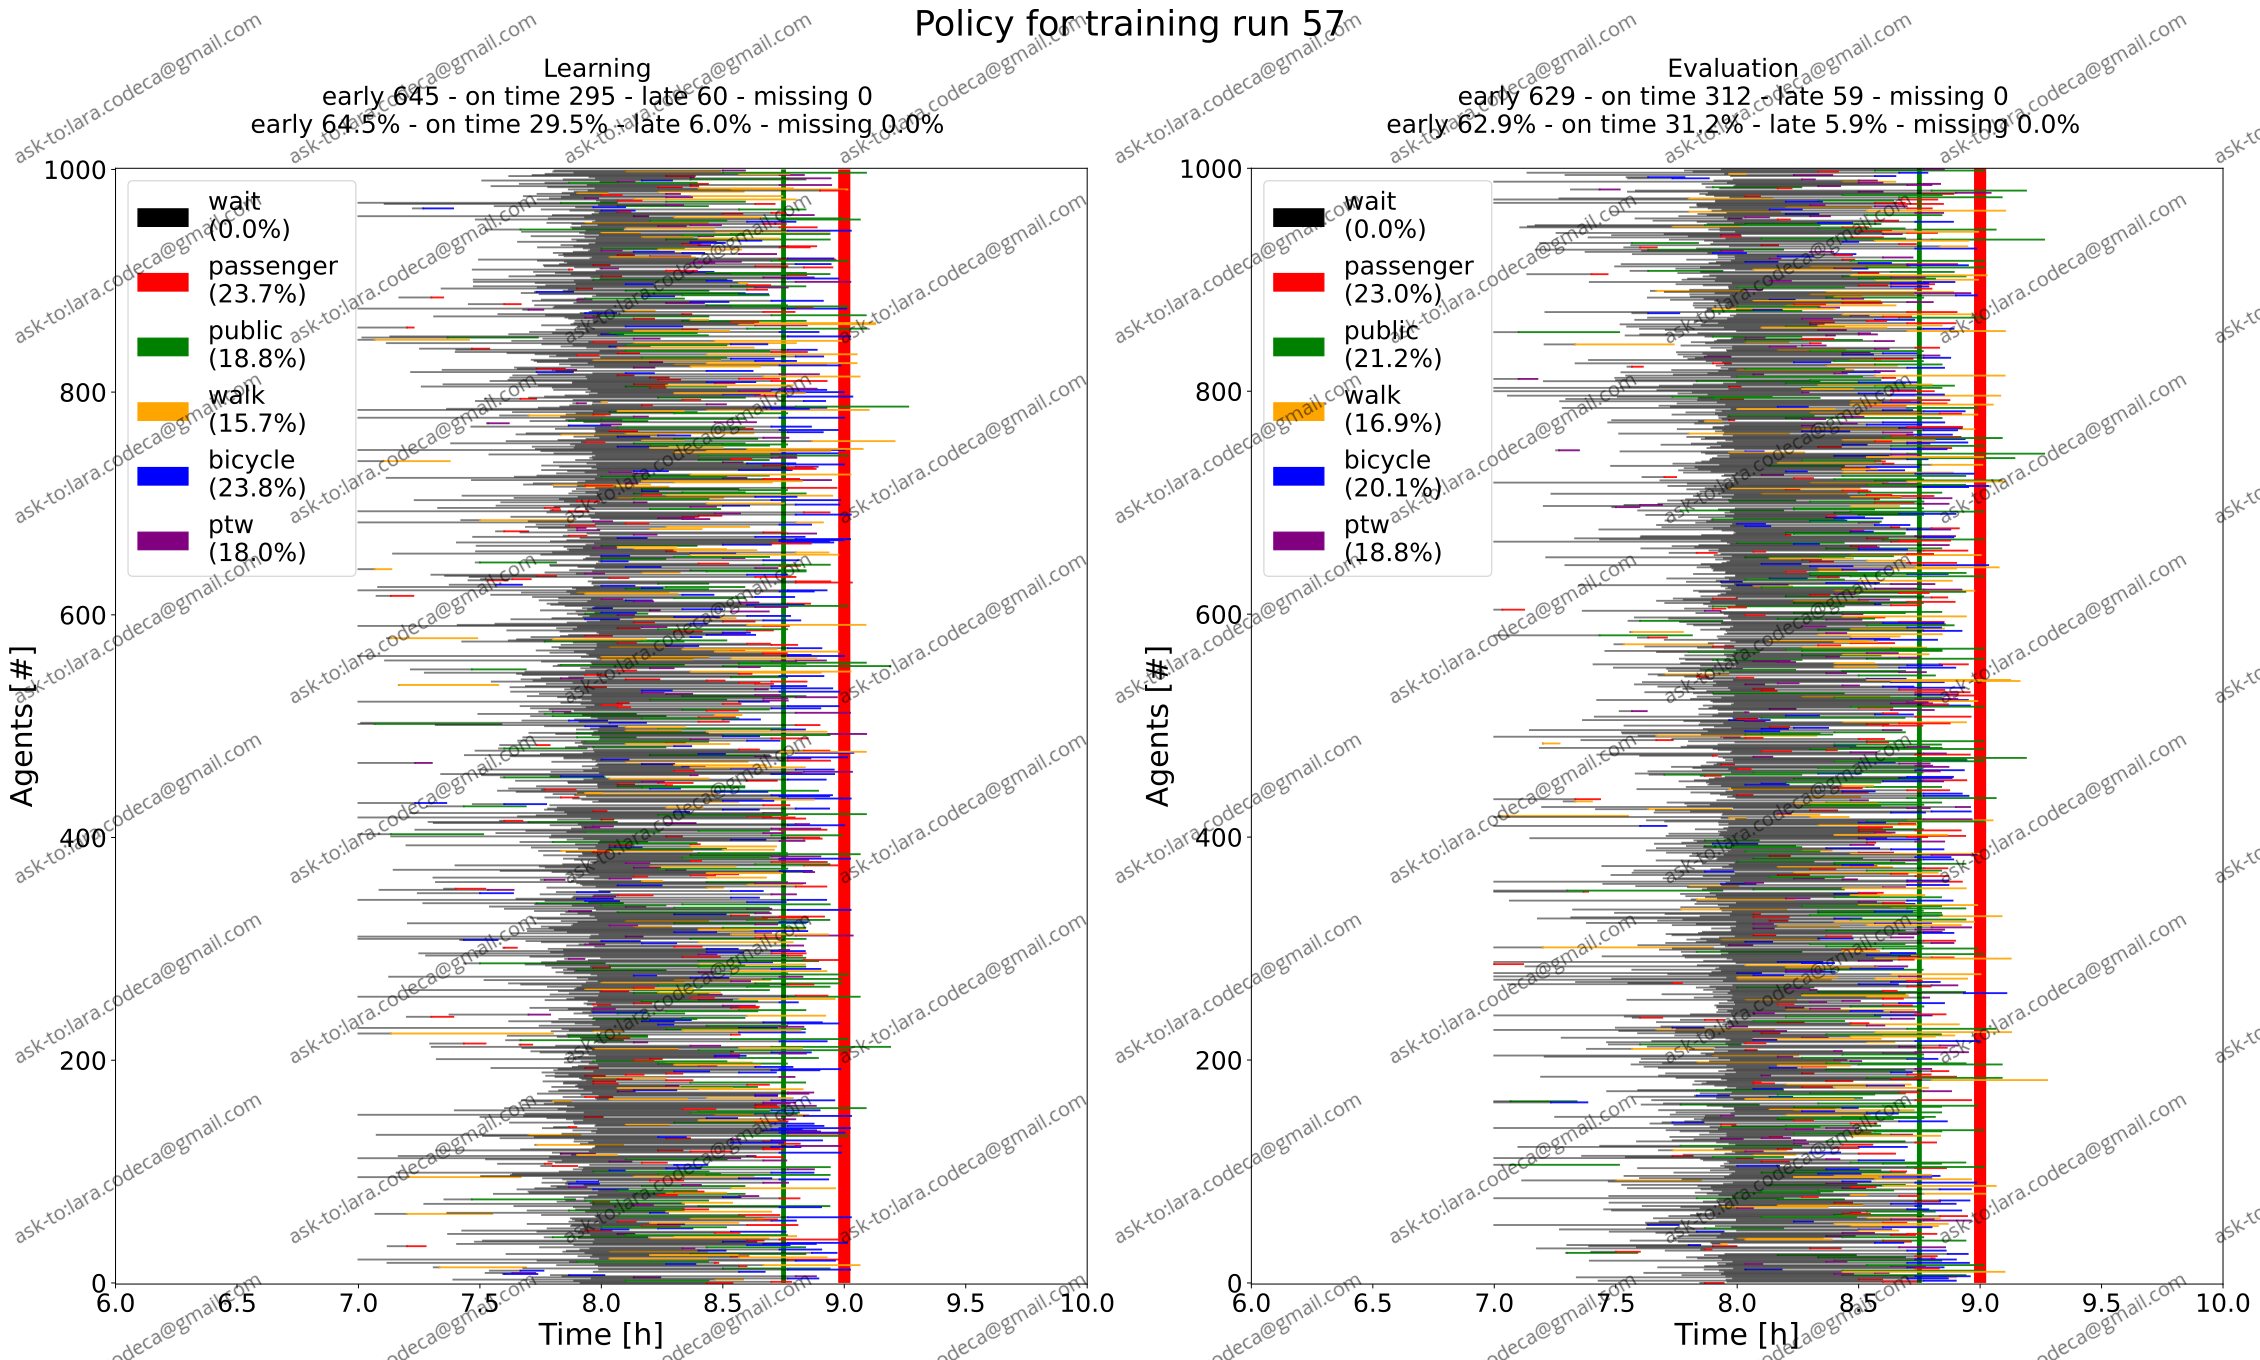 Policy for training run 57
Learning
early 645 - on time 295 - late 60 - missing 0
early 64.5% - on time 29.5% - late 6.0% - missing 0.0%
1000
800
600
400
200
0
Agents [#]
wait
(0.0%)
passenger
(23.7%)
public
(18.8%)
walk
(15.7%)
bicycle
(23.8%)
ptw
(18.0%)
6.0 6.5 7.0 7.5 8.0 8.5 9.0 9.5 10.0
Time [h]
Evaluation
early 629 - on time 312 - late 59 - missing 0
early 62.9% - on time 31.2% - late 5.9% - missing 0.0%
1000
800
600
400
200
0
Agents [#]
wait
(0.0%)
passenger
(23.0%)
public
(21.2%)
walk
(16.9%)
bicycle
(20.1%)
ptw
(18.8%)
6.0 6.5 7.0 7.5 8.0 8.5 9.0 9.5 10.0
Time [h]
ask-to:lara.codeca@gmail.com